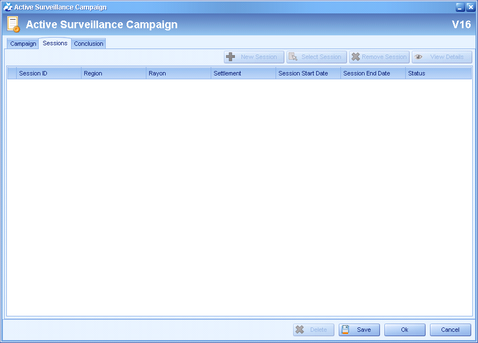 Active Surveillance Campaign
Active Surveillance Campaign V16
Campaign Sessions Conclusion
New Session Select Session Remove Session View Details
Session ID Region Rayon Settlement Session Start Date Session End Date Status
Delete Save Ok Cancel